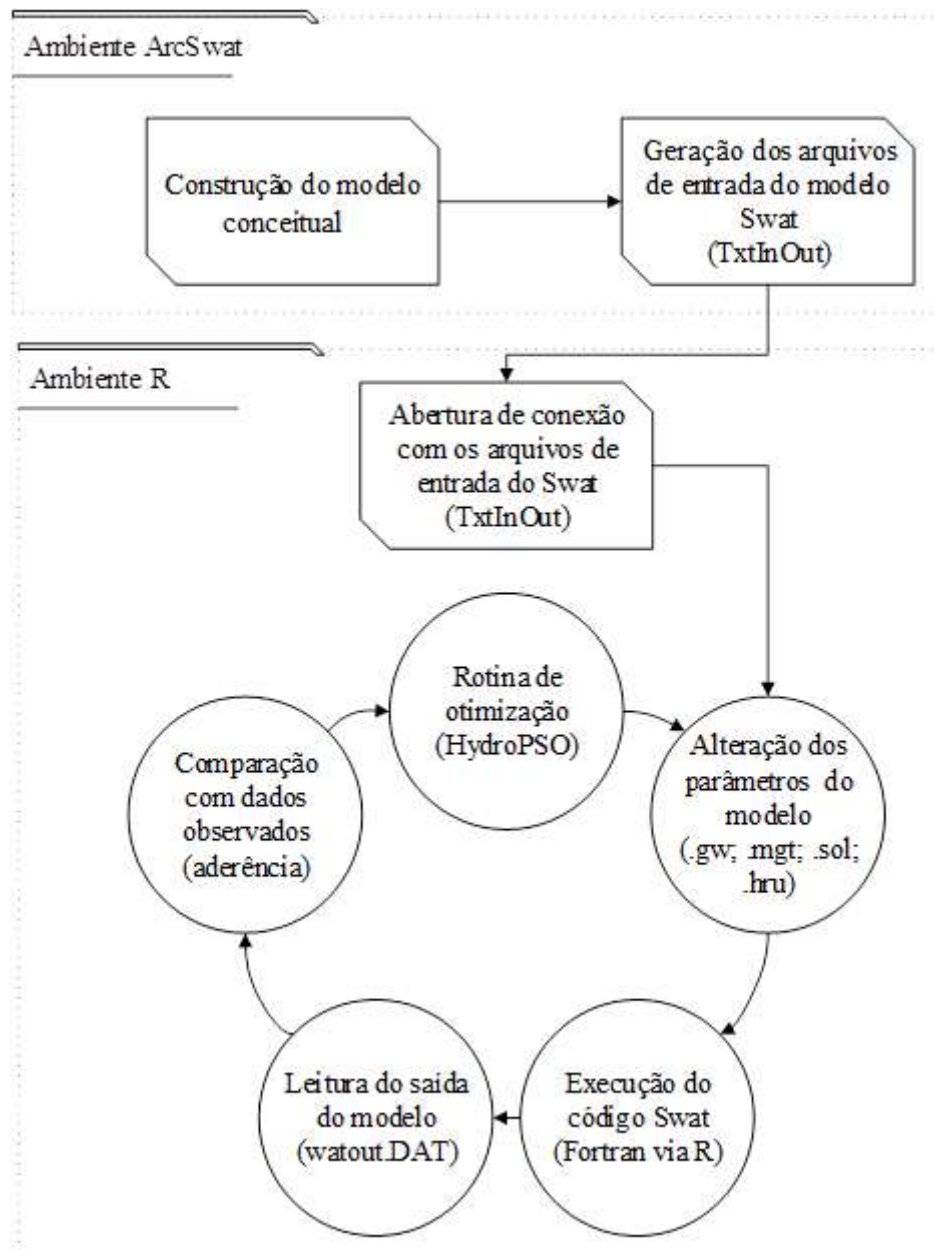 Ambiente ArcSwat
Construção do modelo
conceitual
Geração dos arquivos
de entrada do modelo
Swat
(TxtInOut)
Ambiente R
Abertura de conexão
com os arquivos de
entrada do Swat
(TxtInOut)
Rotina de
otimização
(HydroPSO)
Alteração dos
parâmetros do
modelo
(.gw; .mgt; .sol;
.hru)
Execução do
código Swat
(Fortran via R)
Leitura do saída
do modelo
(watout.DAT)
Comparação
com dados
observados
(aderência)